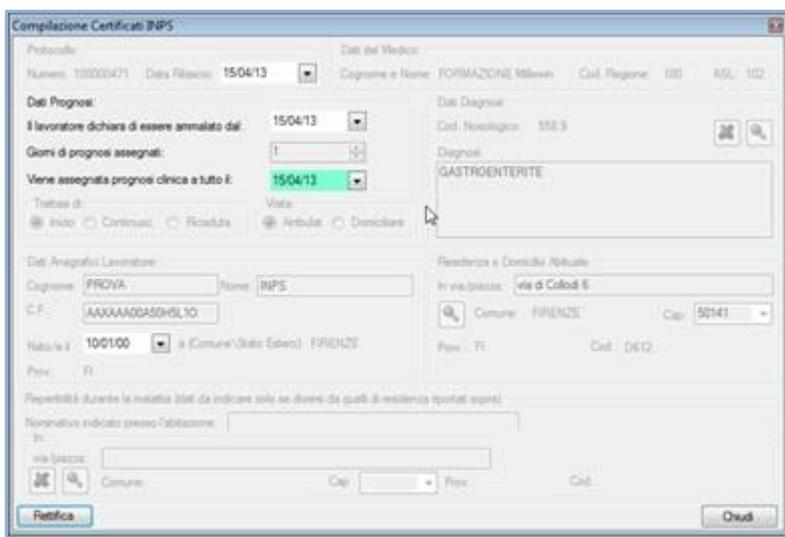 Compilazione Certificati INPS
Protocollo
Dati del Medico
Numero: 100000471 Data Rilascio: 15/04/13 Cognome e Nome: FORMAZIONE Millewin Cod. Regione: 100 ASL: 102
Dati Prognosi:
Dati Diagnosi
Il lavoratore dichiara di essere ammalato dal: 15/04/13
Cod. Nosologico: 558.9
Giorni di prognosi assegnati: 1
Diagnosi:
Viene assegnata prognosi clinica a tutto il: 15/04/13
GASTROENTERITE
Trattasi di:
Visita:
Inizio Continuaz. Ricaduta Ambulat. Domiciliare
Dati Anagrafici Lavoratore
Residenza o Domicilio Abituale
Cognome: PROVA Nome: INPS
In via/piazza: via di Collodi 6
C.F.:
Comune: FIRENZE Cap: 50141
Nato/a il 10/01/00 a (Comune\Stato Estero) FIRENZE
Prov.: FI Cod.: D612
Prov.: FI
Reperibilità durante la malattia (dati da indicare solo se diversi da quelli di residenza riportati sopra)
Nominativo indicato presso l'abitazione:
In:
via/piazza:
Comune: Cap: Prov. Cod.
Rettifica
Chiudi